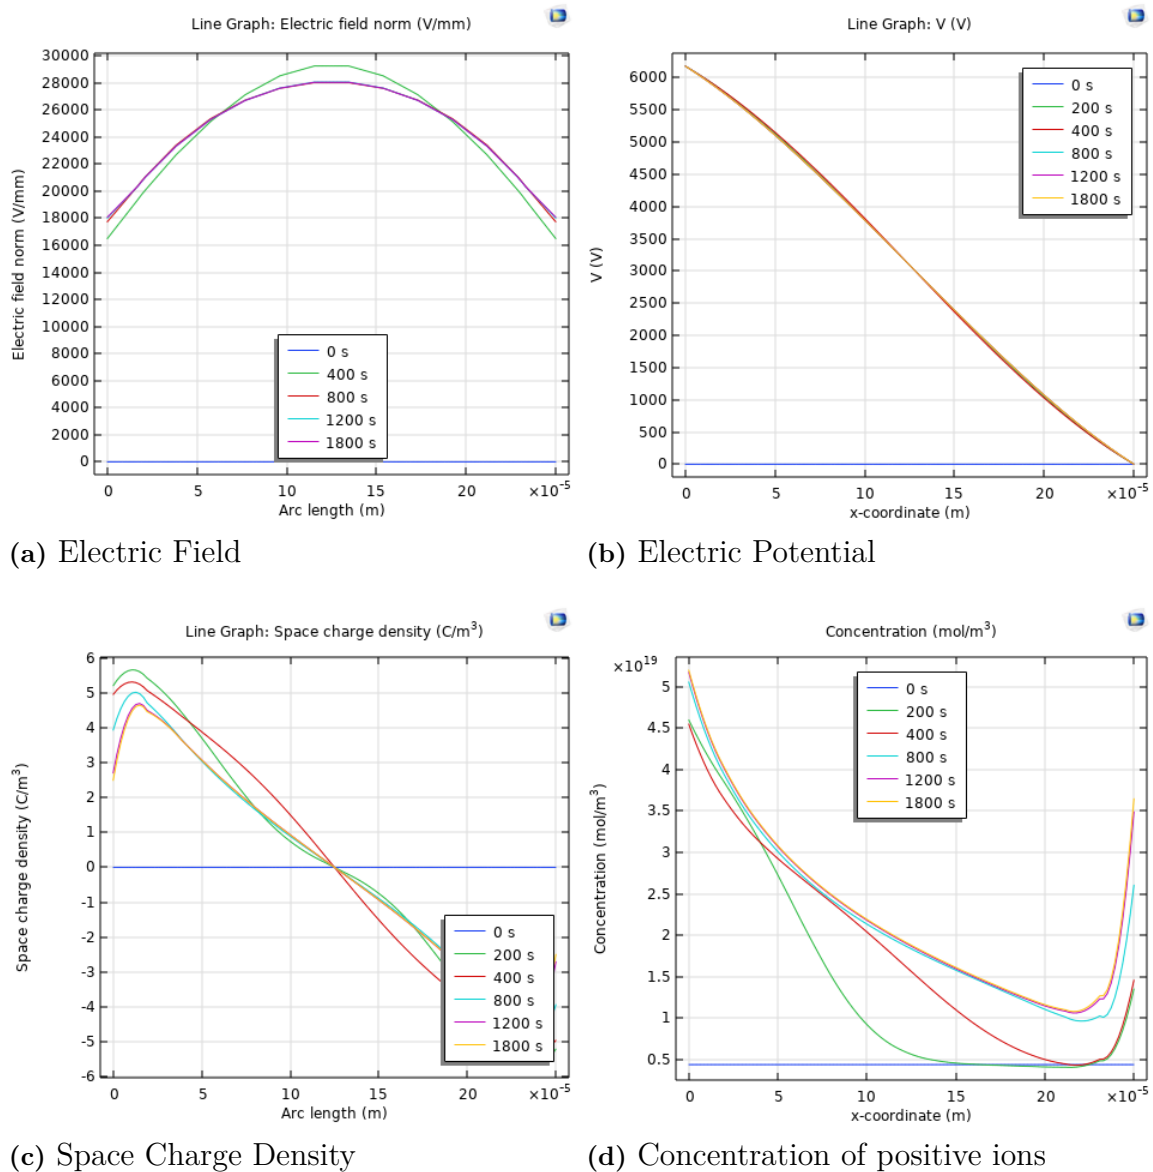 Line Graph: Electric field norm (V/mm)
30000
28000
26000
24000
22000
20000
18000
16000
14000
12000
10000
8000
6000
4000
2000
0
Electric field norm (V/mm)
0 s
400 s
800 s
1200 s
1800 s
0 5 10 15 20 ×10⁻⁵
Arc length (m)
(a) Electric Field
Line Graph: V (V)
6000
5500
5000
4500
4000
3500
3000
2500
2000
1500
1000
500
0
V (V)
0 s
200 s
400 s
800 s
1200 s
1800 s
0 5 10 15 20 ×10⁻⁵
x-coordinate (m)
(b) Electric Potential
Line Graph: Space charge density (C/m³)
6
5
4
3
2
1
0
-1
-2
-3
-4
-5
-6
Space charge density (C/m³)
0 s
200 s
400 s
800 s
1200 s
1800 s
0 5 10 15 20 ×10⁻⁵
Arc length (m)
(c) Space Charge Density
Concentration (mol/m³)
×10¹⁹
5
4.5
4
3.5
3
2.5
2
1.5
1
0.5
Concentration (mol/m³)
0 s
200 s
400 s
800 s
1200 s
1800 s
0 5 10 15 20 ×10⁻⁵
x-coordinate (m)
(d) Concentration of positive ions